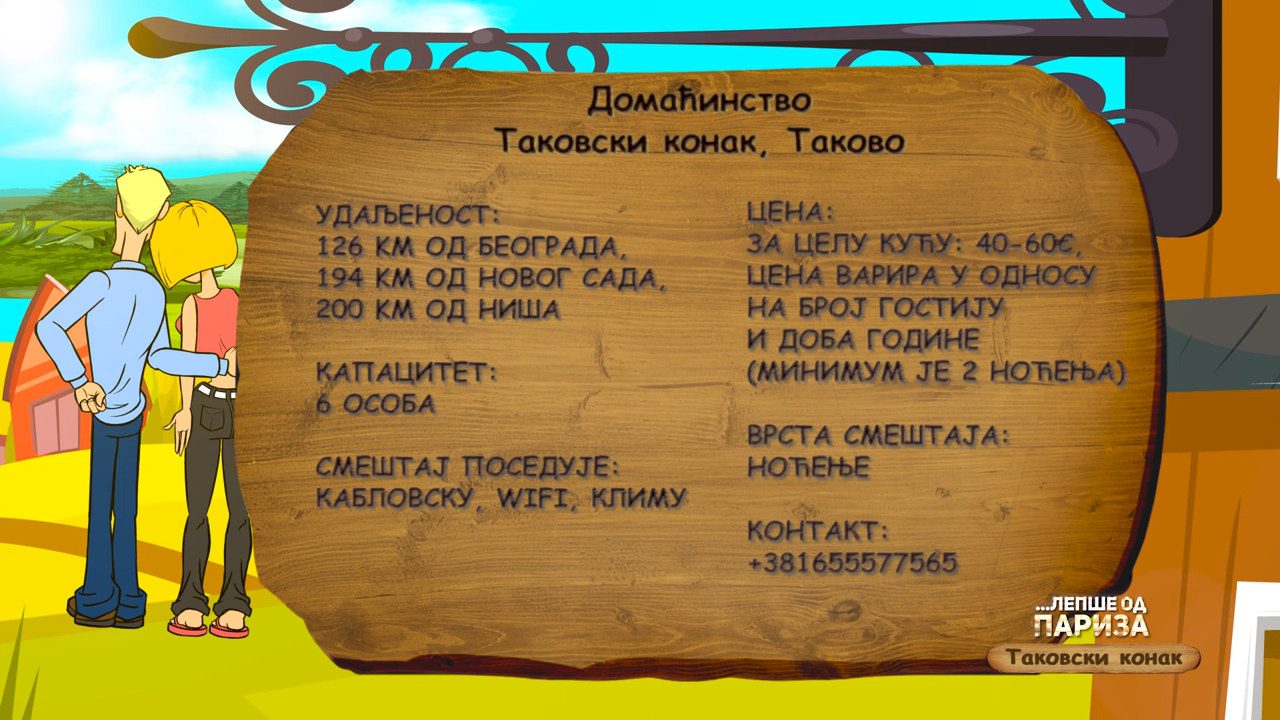 Домаћинство
Таковски конак, Таково
УДАЉЕНОСТ:
126 КМ ОД БЕОГРАДА,
194 КМ ОД НОВОГ САДА,
200 КМ ОД НИША
КАПАЦИТЕТ:
6 ОСОБА
СМЕШТАЈ ПОСЕДУЈЕ:
КАБЛОВСКУ, WIFI, КЛИМУ
ЦЕНА:
ЗА ЦЕЛУ КУЋУ: 40-60€,
ЦЕНА ВАРИРА У ОДНОСУ
НА БРОЈ ГОСТИЈУ
И ДОБА ГОДИНЕ
(МИНИМУМ ЈЕ 2 НОЋЕЊА)
ВРСТА СМЕШТАЈА:
НОЋЕЊЕ
КОНТАКТ:
+381655577565
...ЛЕПШЕ ОД
ПАРИЗА
Таковски конак